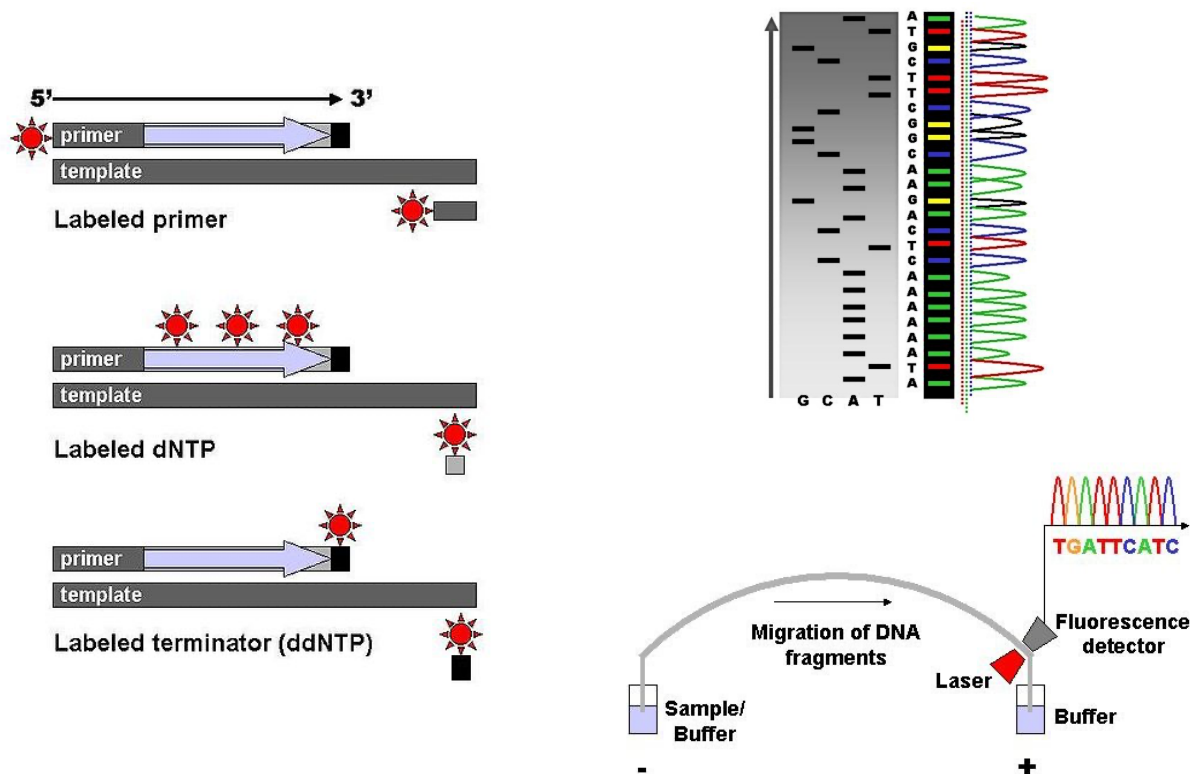 5’
3’
primer
template
Labeled primer
primer
template
Labeled dNTP
primer
template
Labeled terminator (ddNTP)
A
T
G
C
T
T
C
G
G
C
A
A
G
A
C
T
C
A
A
A
A
A
A
T
A
G C A T
TGATTCATC
Migration of DNA
fragments
Fluorescence
detector
Laser
Sample/
Buffer
Buffer
-
+